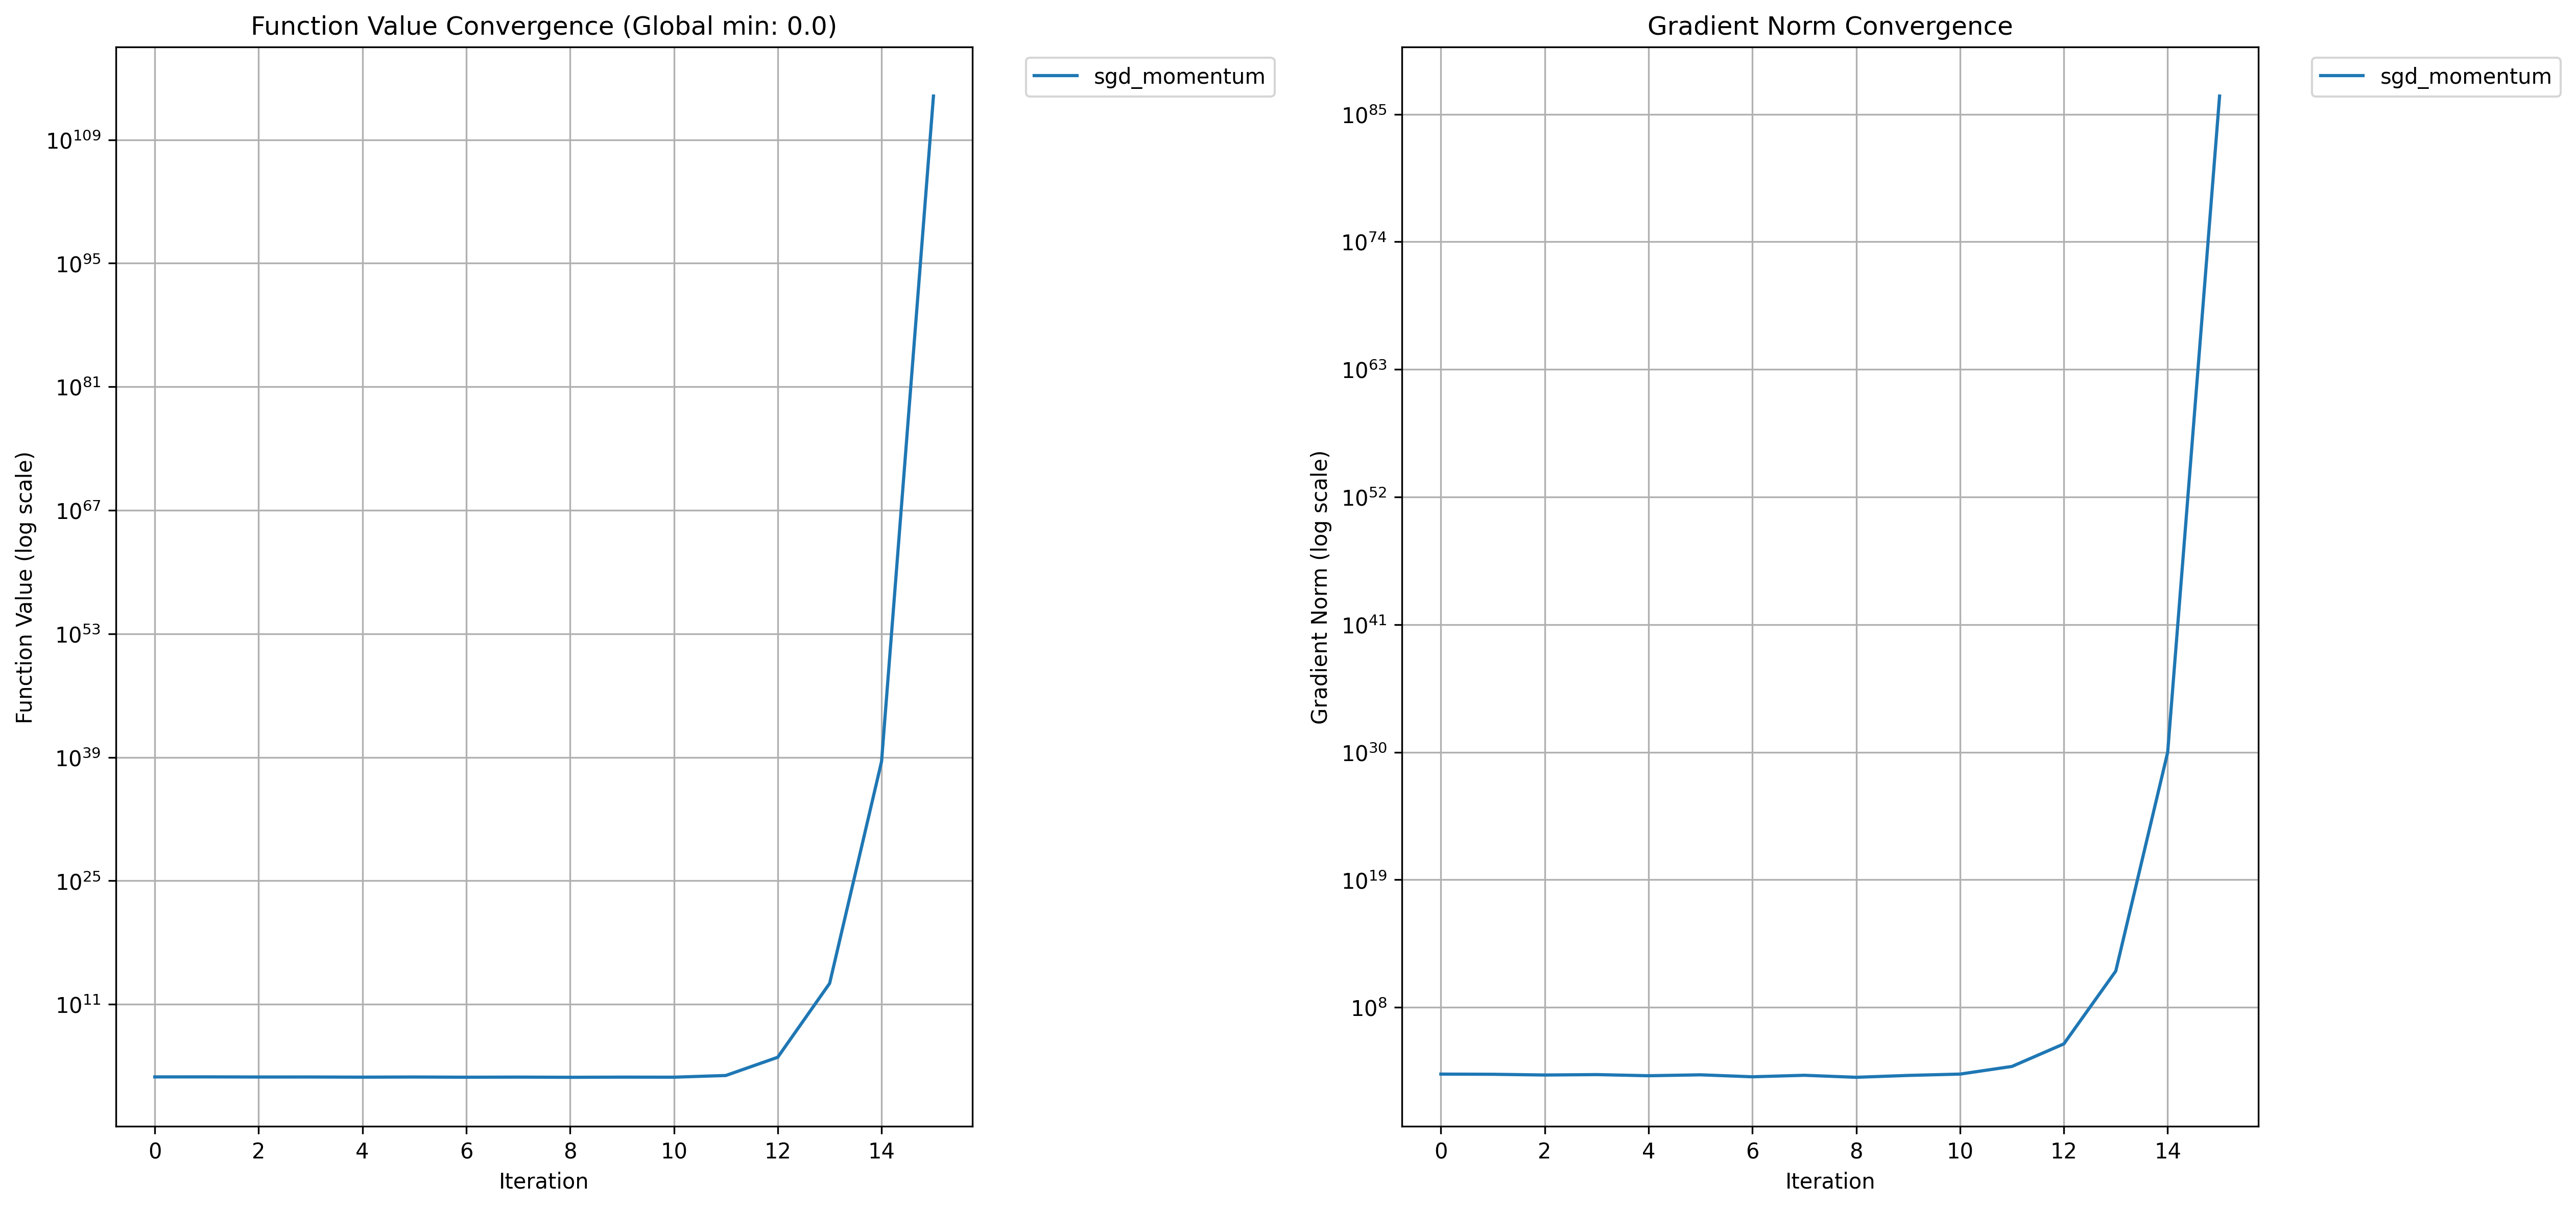 Function Value Convergence (Global min: 0.0)
sgd_momentum
Function Value (log scale)
10^109
10^95
10^81
10^67
10^53
10^39
10^25
10^11
0 2 4 6 8 10 12 14
Iteration
Gradient Norm Convergence
sgd_momentum
Gradient Norm (log scale)
10^85
10^74
10^63
10^52
10^41
10^30
10^19
10^8
0 2 4 6 8 10 12 14
Iteration